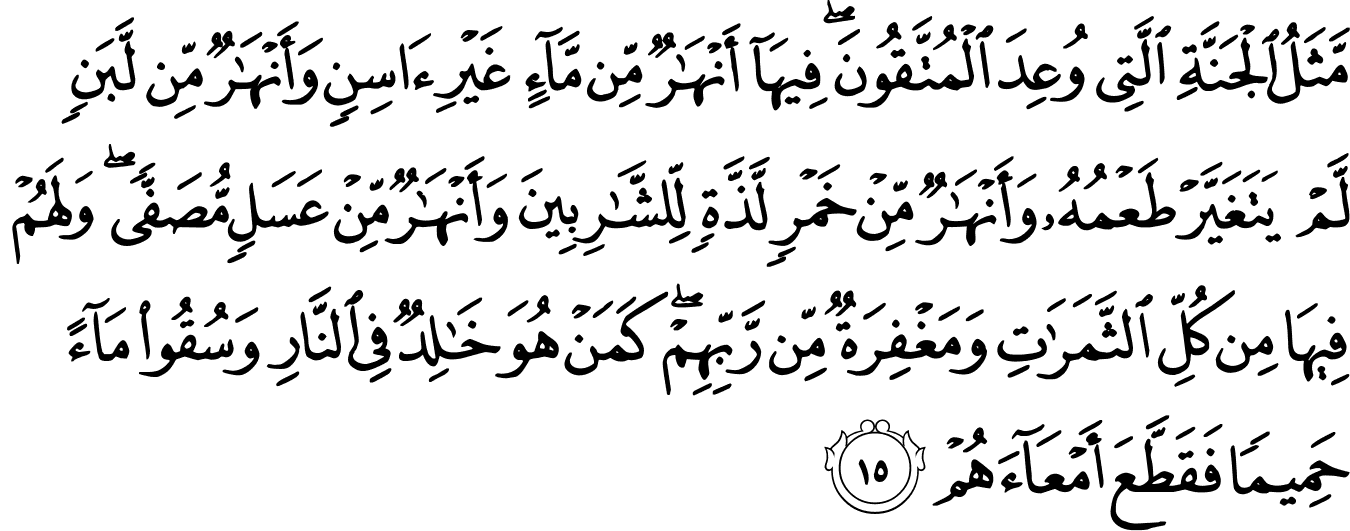 مَّثَلُ ٱلْجَنَّةِ ٱلَّتِى وُعِدَ ٱلْمُتَّقُونَ ۖ فِيهَآ أَنْهَٰرٌ مِّن مَّآءٍ غَيْرِ ءَاسِنٍ وَأَنْهَٰرٌ مِّن لَّبَنٍ
لَّمْ يَتَغَيَّرْ طَعْمُهُۥ وَأَنْهَٰرٌ مِّنْ خَمْرٍ لَّذَّةٍ لِّلشَّٰرِبِينَ وَأَنْهَٰرٌ مِّنْ عَسَلٍ مُّصَفًّى ۖ وَلَهُمْ
فِيهَا مِن كُلِّ ٱلثَّمَرَٰتِ وَمَغْفِرَةٌ مِّن رَّبِّهِمْ ۖ كَمَنْ هُوَ خَٰلِدٌ فِى ٱلنَّارِ وَسُقُوا۟ مَآءً
حَمِيمًا فَقَطَّعَ أَمْعَآءَهُمْ ١٥